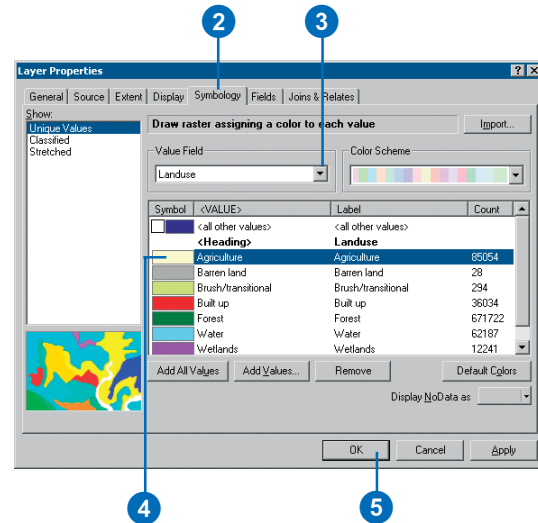 2 3
Layer Properties
General Source Extent Display Symbology Fields Joins & Relates
Show:
Unique Values
Classified
Stretched
Draw raster assigning a color to each value
Import...
Value Field
Landuse
Color Scheme
Symbol <VALUE> Label Count
<all other values> <all other values>
<Heading> Landuse
Agriculture Agriculture 85054
Barren land Barren land 28
Brush/transitional Brush/transitional 294
Built up Built up 36034
Forest Forest 671722
Water Water 62187
Wetlands Wetlands 12241
Add All Values Add Values... Remove Default Colors
Display NoData as
OK Cancel Apply
4 5